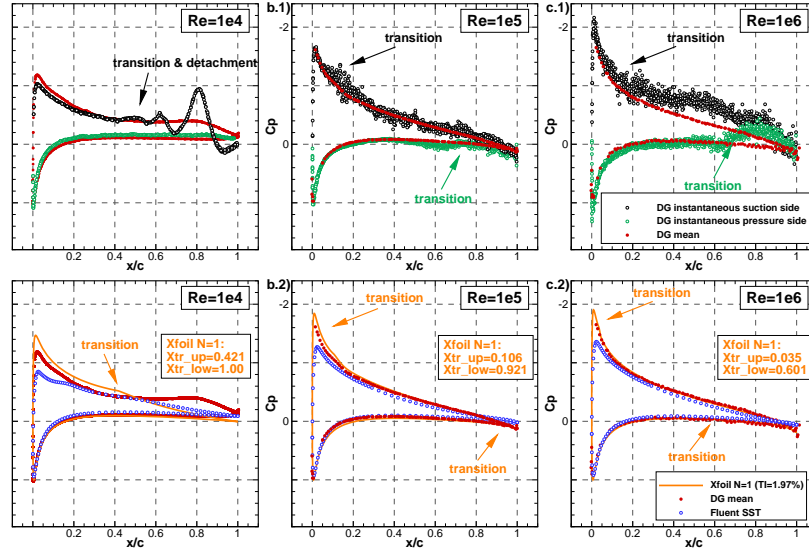 Re=1e4
transition & detachment
0
0.2
0.4
0.6
0.8
1
x/c
b.1)
Re=1e5
-2
Cp
0
transition
transition
0
0.2
0.4
0.6
0.8
1
x/c
c.1)
Re=1e6
-2
Cp
0
transition
transition
DG instantaneous suction side
DG instantaneous pressure side
DG mean
0
0.2
0.4
0.6
0.8
1
x/c
Re=1e4
Xfoil N=1:
Xtr_up=0.421
Xtr_low=1.00
transition
0
0.2
0.4
0.6
0.8
1
x/c
b.2)
Re=1e5
-2
Cp
0
transition
Xfoil N=1:
Xtr_up=0.106
Xtr_low=0.921
transition
0
0.2
0.4
0.6
0.8
1
x/c
c.2)
Re=1e6
-2
Cp
0
transition
Xfoil N=1:
Xtr_up=0.035
Xtr_low=0.601
transition
Xfoil N=1 (TI=1.97%)
DG mean
Fluent SST
0
0.2
0.4
0.6
0.8
1
x/c